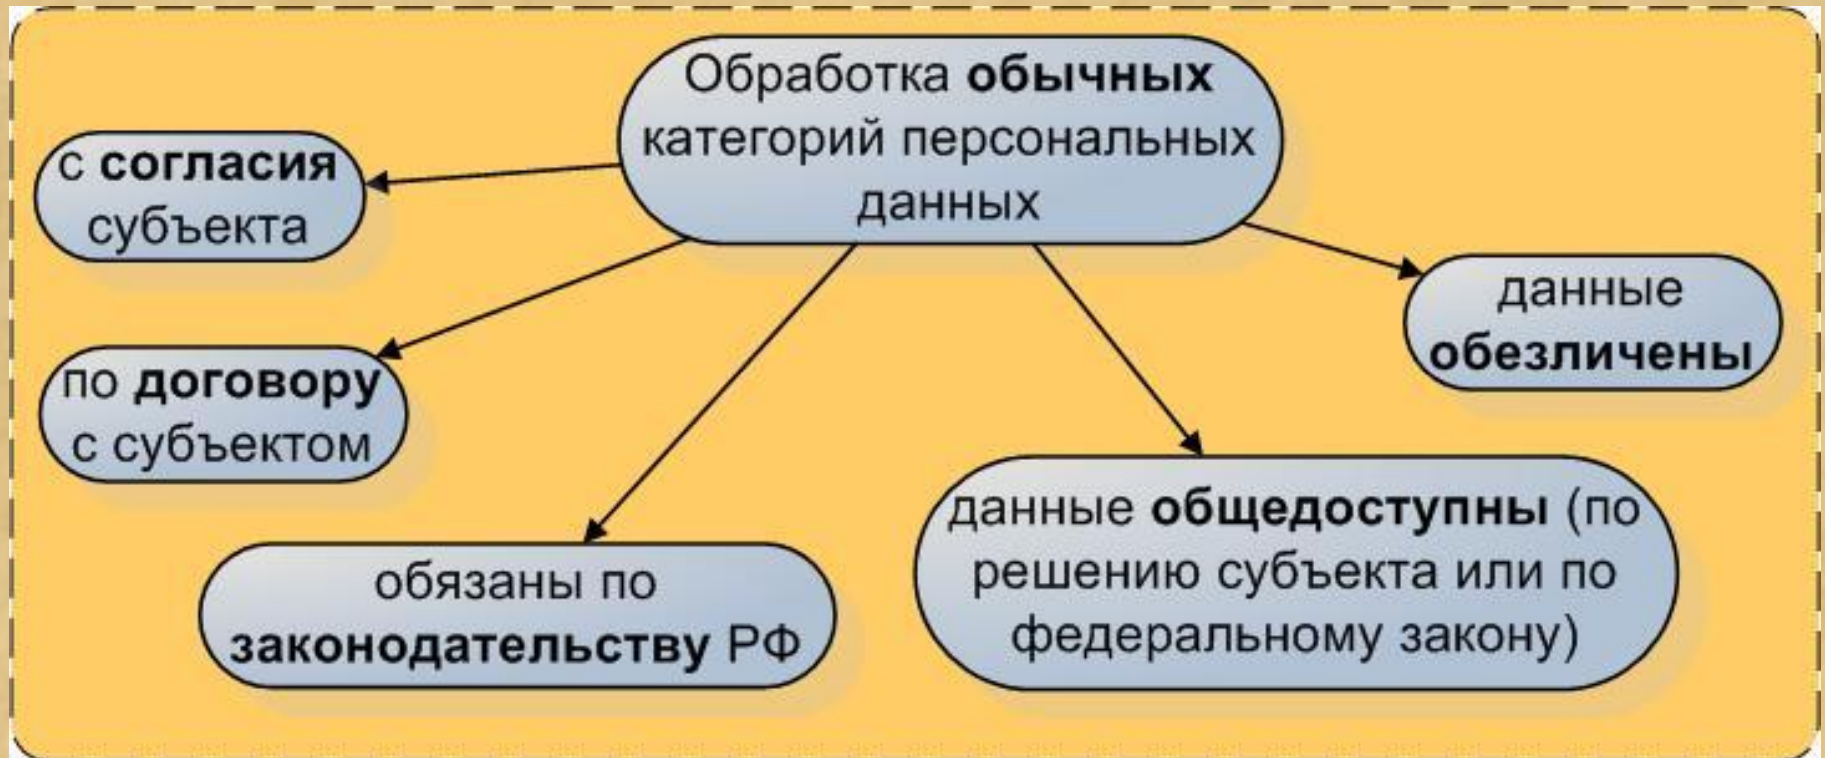 Обработка обычных
категорий персональных
данных
с согласия
субъекта
по договору
с субъектом
обязаны по
законодательству РФ
данные общедоступны (по
решению субъекта или по
федеральному закону)
данные
обезличены